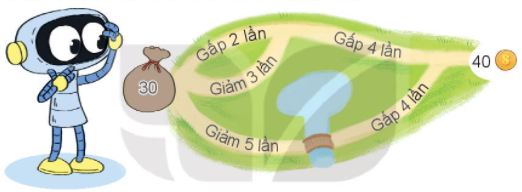 Gấp 2 lần
Gấp 4 lần
30
Giảm 3 lần
40
Giảm 5 lần
Gấp 4 lần